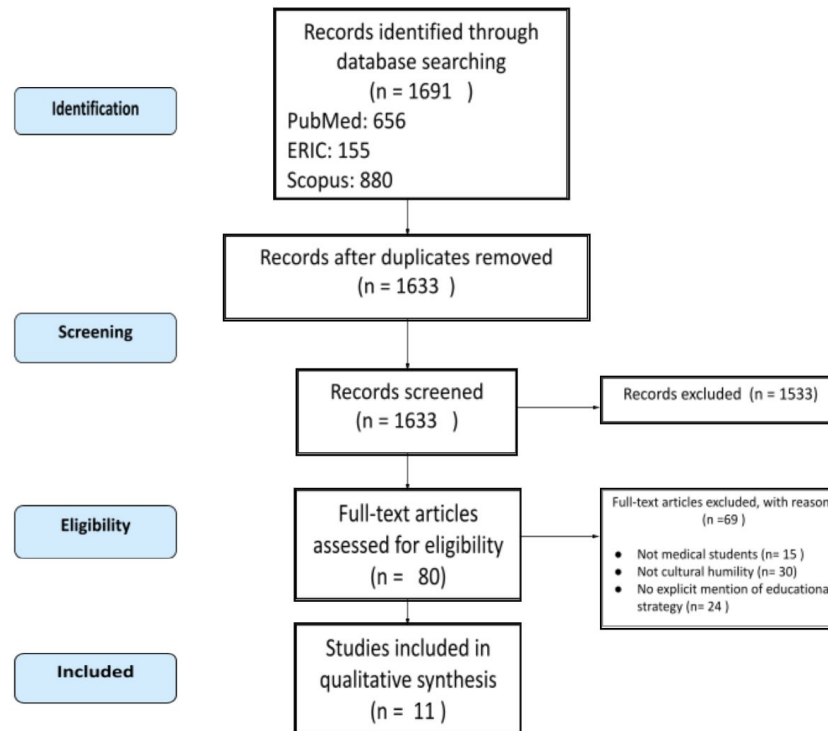 Identification
Records identified through
database searching
(n = 1691 )
PubMed: 656
ERIC: 155
Scopus: 880
Records after duplicates removed
(n = 1633 )
Screening
Records screened
(n = 1633 )
Records excluded (n = 1533)
Eligibility
Full-text articles
assessed for eligibility
(n = 80)
Full-text articles excluded, with reason
(n =69 )
● Not medical students (n= 15 )
● Not cultural humility (n= 30)
● No explicit mention of educationa
strategy (n= 24 )
Included
Studies included in
qualitative synthesis
(n = 11 )